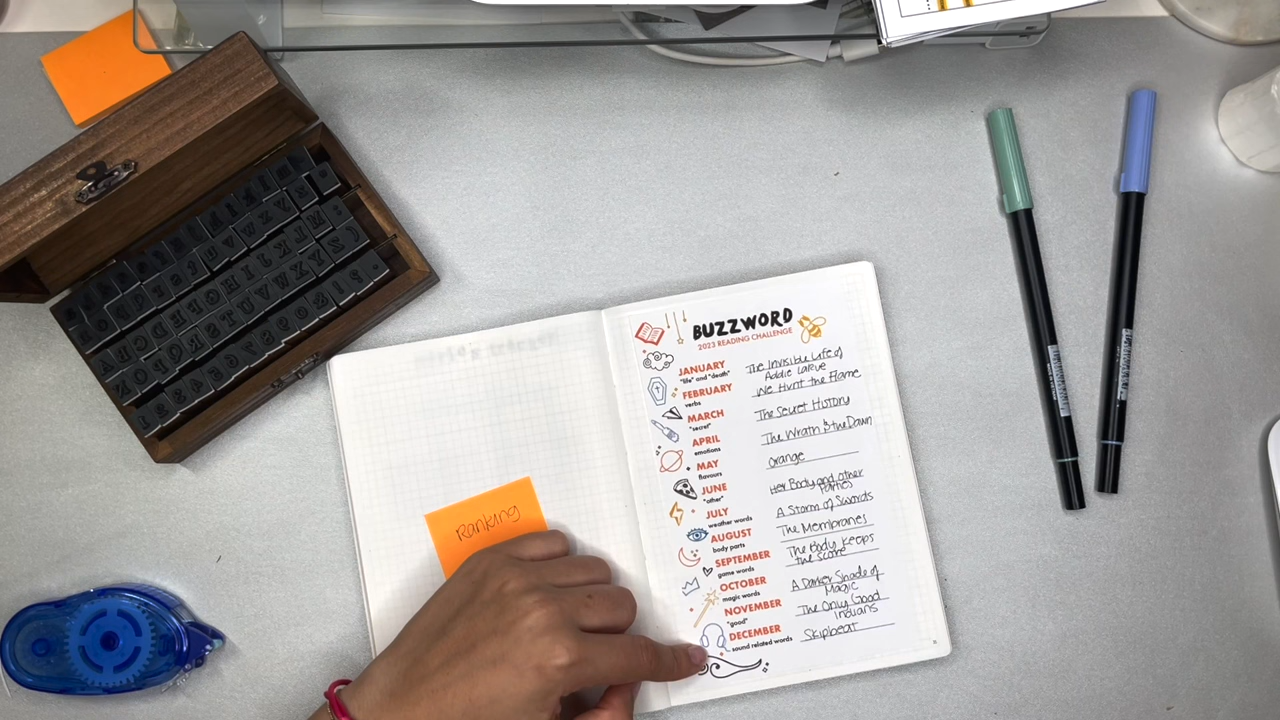 Ranking
BUZZWORD
2023 READING CHALLENGE
JANUARY
"life" and "death"
The Invisible Life of
Addie LaRue
FEBRUARY
verbs
We Hunt the Flame
MARCH
"secret"
The Secret History
APRIL
emotions
The Wrath & the Dawn
MAY
flavours
Orange
JUNE
"other"
Her Body and other
Parties
JULY
weather words
A Storm of Swords
AUGUST
body parts
The Membranes
SEPTEMBER
game words
The Body Keeps
the Score
OCTOBER
magic words
A Darker Shade of
Magic
NOVEMBER
"good"
The Only Good
Indians
DECEMBER
sound related words
Skipbeat